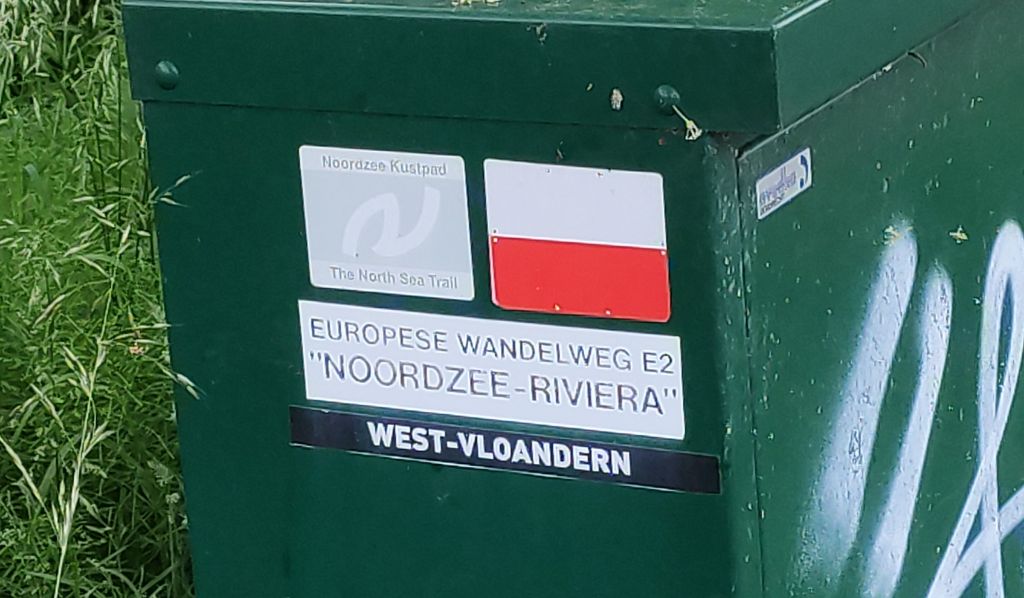 Noordzee Kustpad
The North Sea Trail
EUROPESE WANDELWEG E2
"NOORDZEE-RIVIERA"
WEST-VLOANDERN